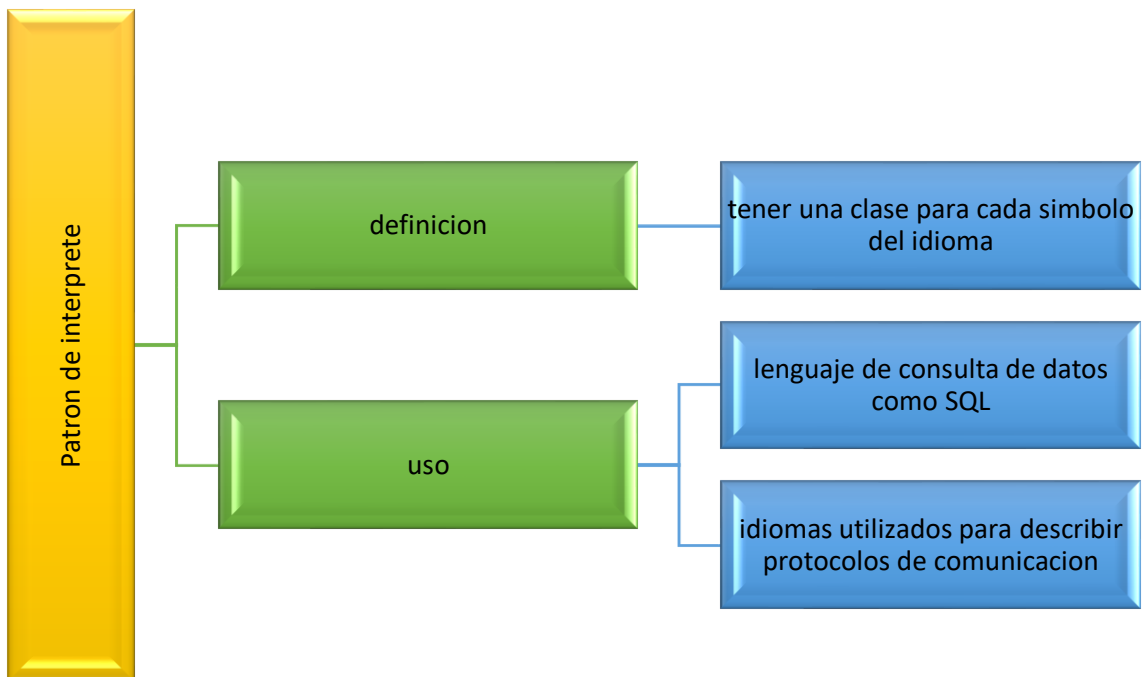 Patron de interprete
definicion
tener una clase para cada simbolo
del idioma
uso
lenguaje de consulta de datos
como SQL
idiomas utilizados para describir
protocolos de comunicacion